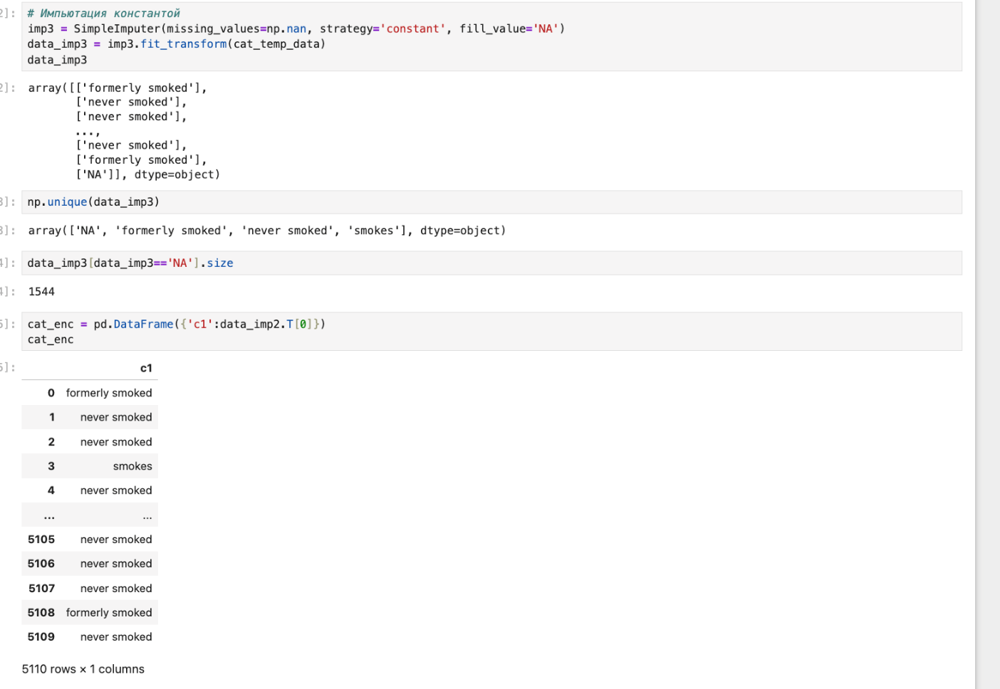 2]: # Импьютация константой
imp3 = SimpleImputer(missing_values=np.nan, strategy='constant', fill_value='NA')
data_imp3 = imp3.fit_transform(cat_temp_data)
data_imp3
2]: array([['formerly smoked'],
['never smoked'],
['never smoked'],
...,
['never smoked'],
['formerly smoked'],
['NA']], dtype=object)
3]: np.unique(data_imp3)
3]: array(['NA', 'formerly smoked', 'never smoked', 'smokes'], dtype=object)
4]: data_imp3[data_imp3=='NA'].size
4]: 1544
5]: cat_enc = pd.DataFrame({'c1':data_imp2.T[0]})
cat_enc
5]: c1
0 formerly smoked
1 never smoked
2 never smoked
3 smokes
4 never smoked
... ...
5105 never smoked
5106 never smoked
5107 never smoked
5108 formerly smoked
5109 never smoked
5110 rows × 1 columns